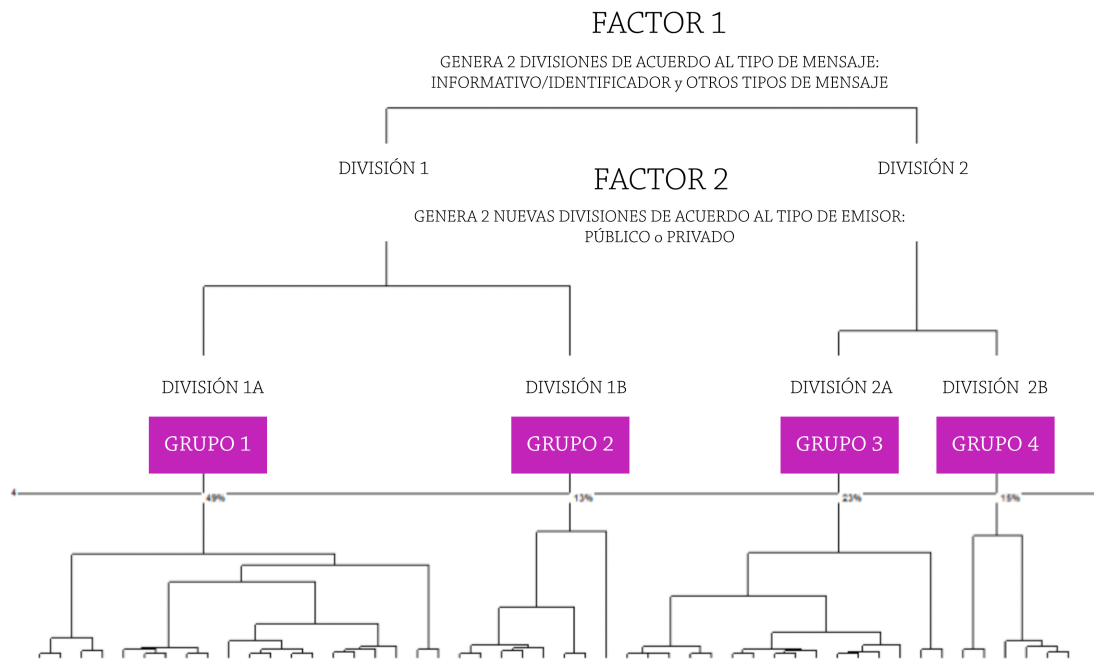 FACTOR 1
GENERA 2 DIVISIONES DE ACUERDO AL TIPO DE MENSAJE:
INFORMATIVO/IDENTIFICADOR y OTROS TIPOS DE MENSAJE
DIVISIÓN 1
DIVISIÓN 2
FACTOR 2
GENERA 2 NUEVAS DIVISIONES DE ACUERDO AL TIPO DE EMISOR:
PÚBLICO o PRIVADO
DIVISIÓN 1A
DIVISIÓN 1B
DIVISIÓN 2A
DIVISIÓN 2B
GRUPO 1
GRUPO 2
GRUPO 3
GRUPO 4
4
49%
13%
23%
15%